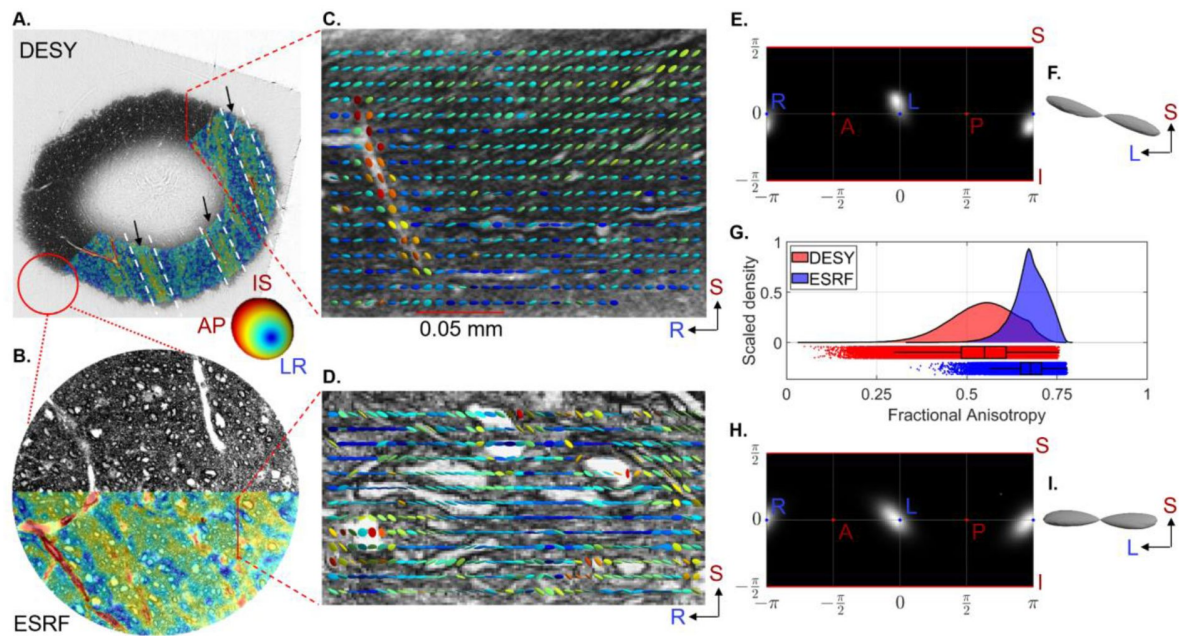 A.
DESY
IS
AP
LR
B.
ESRF
C.
S
R
0.05 mm
D.
S
R
E.
S
π/2
R
L
0
A
P
-π/2
I
-π
-π/2
0
π/2
π
F.
S
L
G.
1
DESY
ESRF
0.5
0
Scaled density
0
0.25
0.5
0.75
1
Fractional Anisotropy
H.
S
π/2
R
L
0
A
P
-π/2
I
-π
-π/2
0
π/2
π
I.
S
L